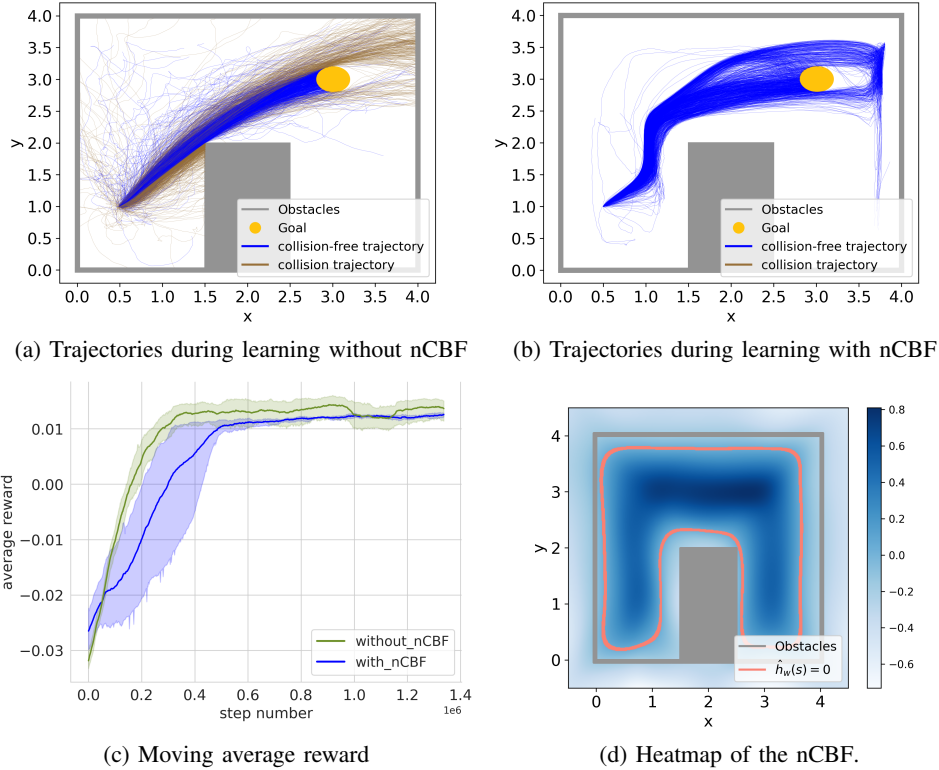 4.0
3.5
3.0
2.5
2.0
1.5
1.0
0.5
0.0
y
Obstacles
Goal
collision-free trajectory
collision trajectory
0.0 0.5 1.0 1.5 2.0 2.5 3.0 3.5 4.0
x
(a) Trajectories during learning without nCBF
4.0
3.5
3.0
2.5
2.0
1.5
1.0
0.5
0.0
y
Obstacles
Goal
collision-free trajectory
collision trajectory
0.0 0.5 1.0 1.5 2.0 2.5 3.0 3.5 4.0
x
(b) Trajectories during learning with nCBF
0.01
0.00
−0.01
−0.02
−0.03
average reward
without_nCBF
with_nCBF
0.0 0.2 0.4 0.6 0.8 1.0 1.2 1.4
step number
1e6
(c) Moving average reward
4
3
2
1
0
y
Obstacles
ĥ_w(s) = 0
0 1 2 3 4
x
0.8
0.6
0.4
0.2
0.0
−0.2
−0.4
−0.6
(d) Heatmap of the nCBF.